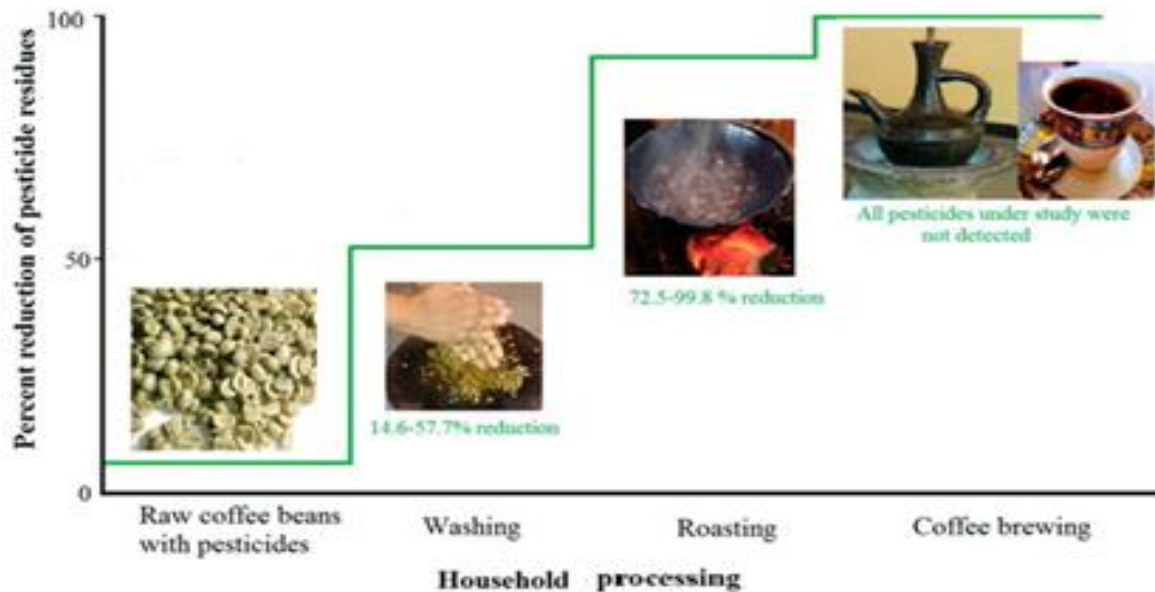 100
Percent reduction of pesticide residues
All pesticides under study were
not detected
50
72.5-99.8 % reduction
14.6-57.7% reduction
0
Raw coffee beans
with pesticides
Washing
Roasting
Coffee brewing
Household processing